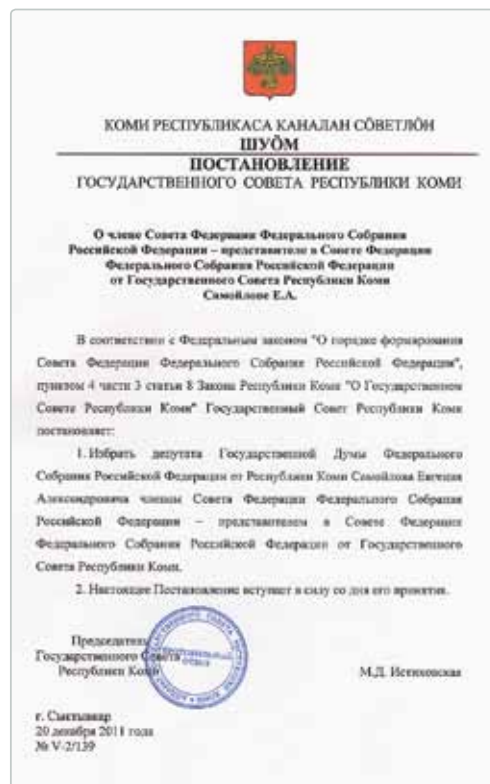 КОМИ РЕСПУБЛИКАСА КАНАЛАН СӦВЕТЛӦН
ШУӦМ
ПОСТАНОВЛЕНИЕ
ГОСУДАРСТВЕННОГО СОВЕТА РЕСПУБЛИКИ КОМИ
О члене Совета Федерации Федерального Собрания
Российской Федерации – представителе в Совете Федерации
Федерального Собрания Российской Федерации
от Государственного Совета Республики Коми
Самойлове Е.А.
В соответствии с Федеральным законом "О порядке формирования
Совета Федерации Федерального Собрания Российской Федерации",
пунктом 4 части 3 статьи 8 Закона Республики Коми "О Государственном
Совете Республики Коми" Государственный Совет Республики Коми
постановляет:
1. Избрать депутата Государственной Думы Федерального
Собрания Российской Федерации от Республики Коми Самойлова Евгения
Александровича членом Совета Федерации Федерального Собрания
Российской Федерации – представителем в Совете Федерации
Федерального Собрания Российской Федерации от Государственного
Совета Республики Коми.
2. Настоящее Постановление вступает в силу со дня его принятия.
Председатель
Государственного Совета
Республики Коми
М.Д. Истиховская
г. Сыктывкар
20 декабря 2011 года
№ V-2/139